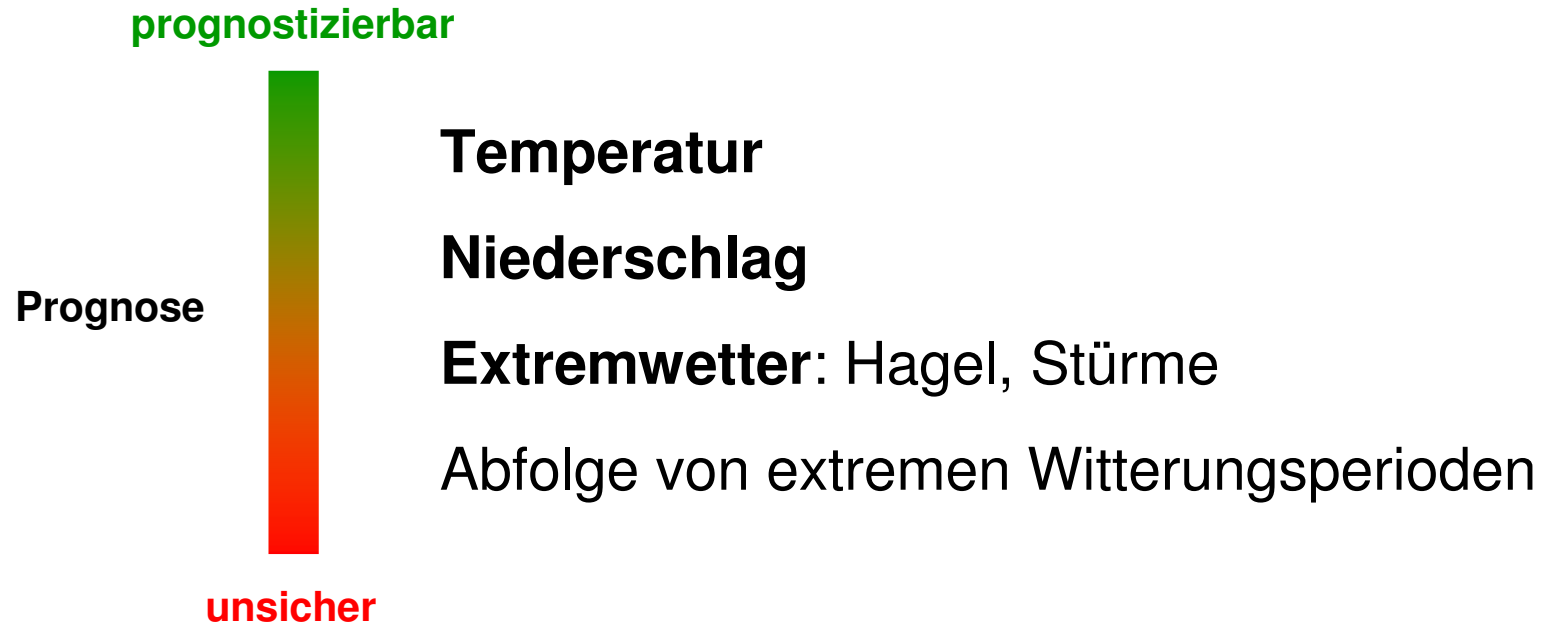 prognostizierbar
Temperatur
Niederschlag
Prognose
Extremwetter: Hagel, Stürme
Abfolge von extremen Witterungsperioden
unsicher